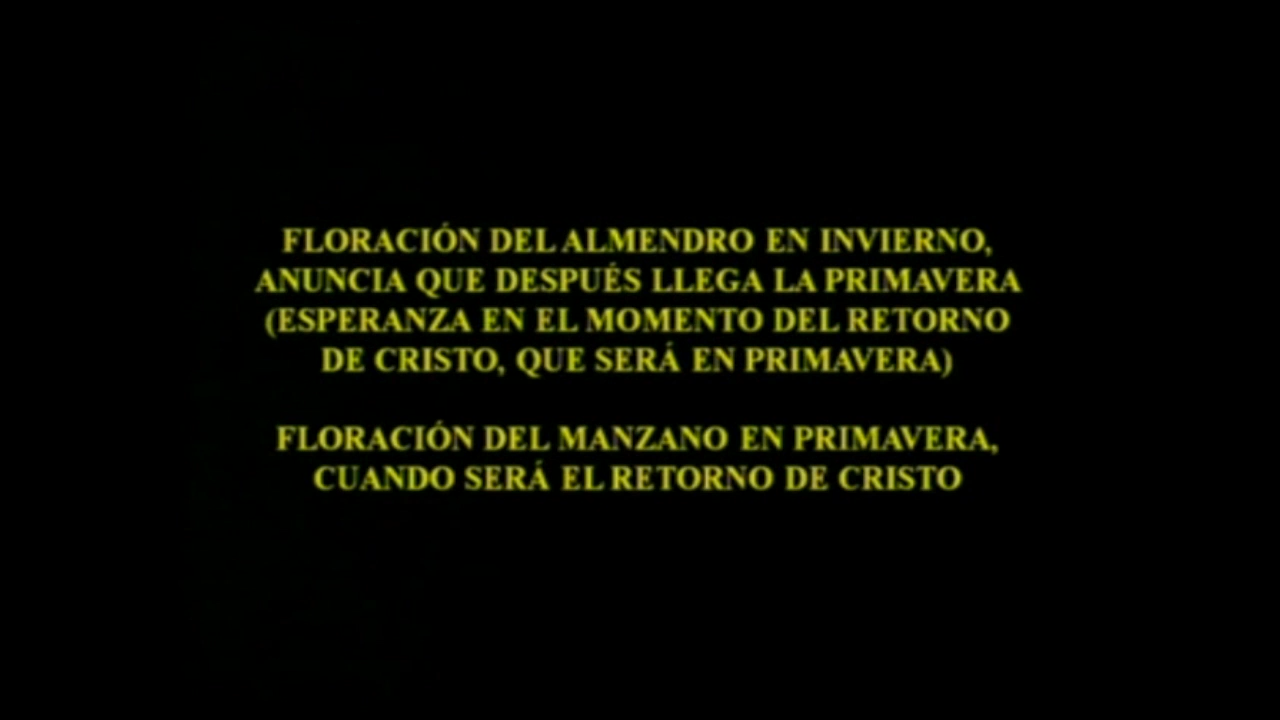 FLORACIÓN DEL ALMENDRO EN INVIERNO,
ANUNCIA QUE DESPUÉS LLEGA LA PRIMAVERA
(ESPERANZA EN EL MOMENTO DEL RETORNO
DE CRISTO, QUE SERÁ EN PRIMAVERA)
FLORACIÓN DEL MANZANO EN PRIMAVERA,
CUANDO SERÁ EL RETORNO DE CRISTO